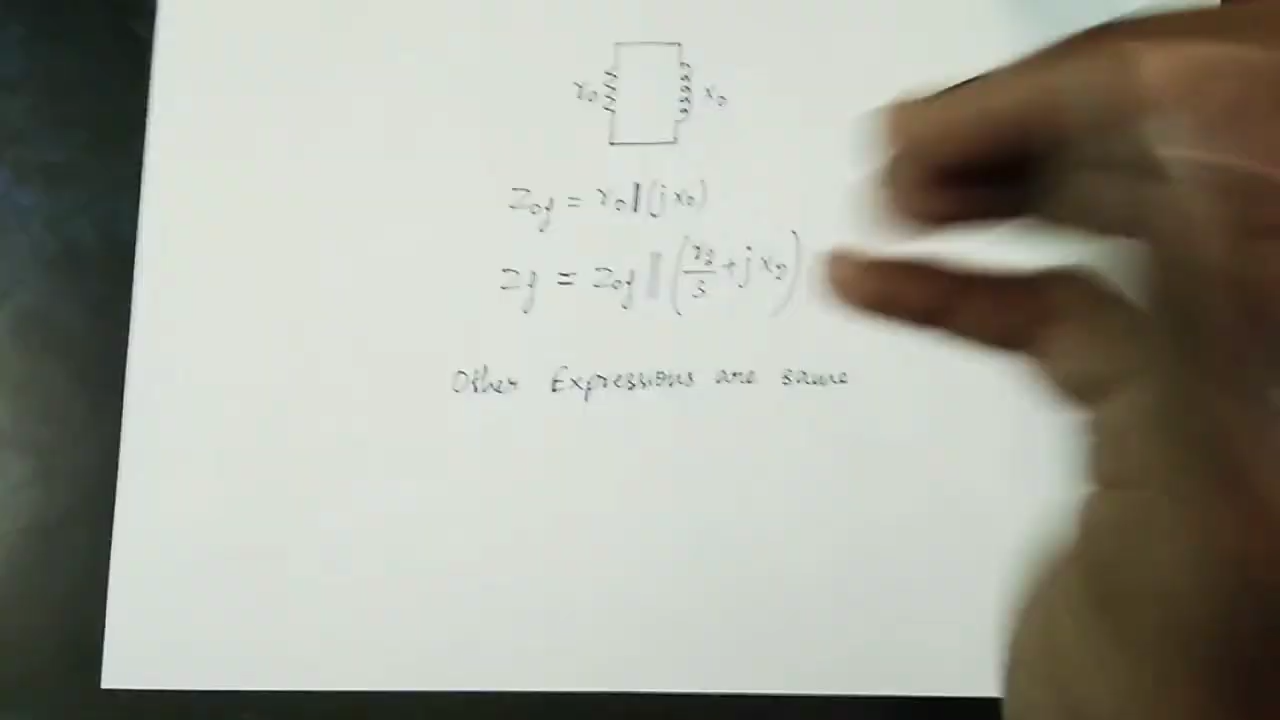 r₀ x₀
Z₀f = r₀ || (jx₀)
Zf = Z₀f || (r₂/s + jx₂)
Other Expressions are same